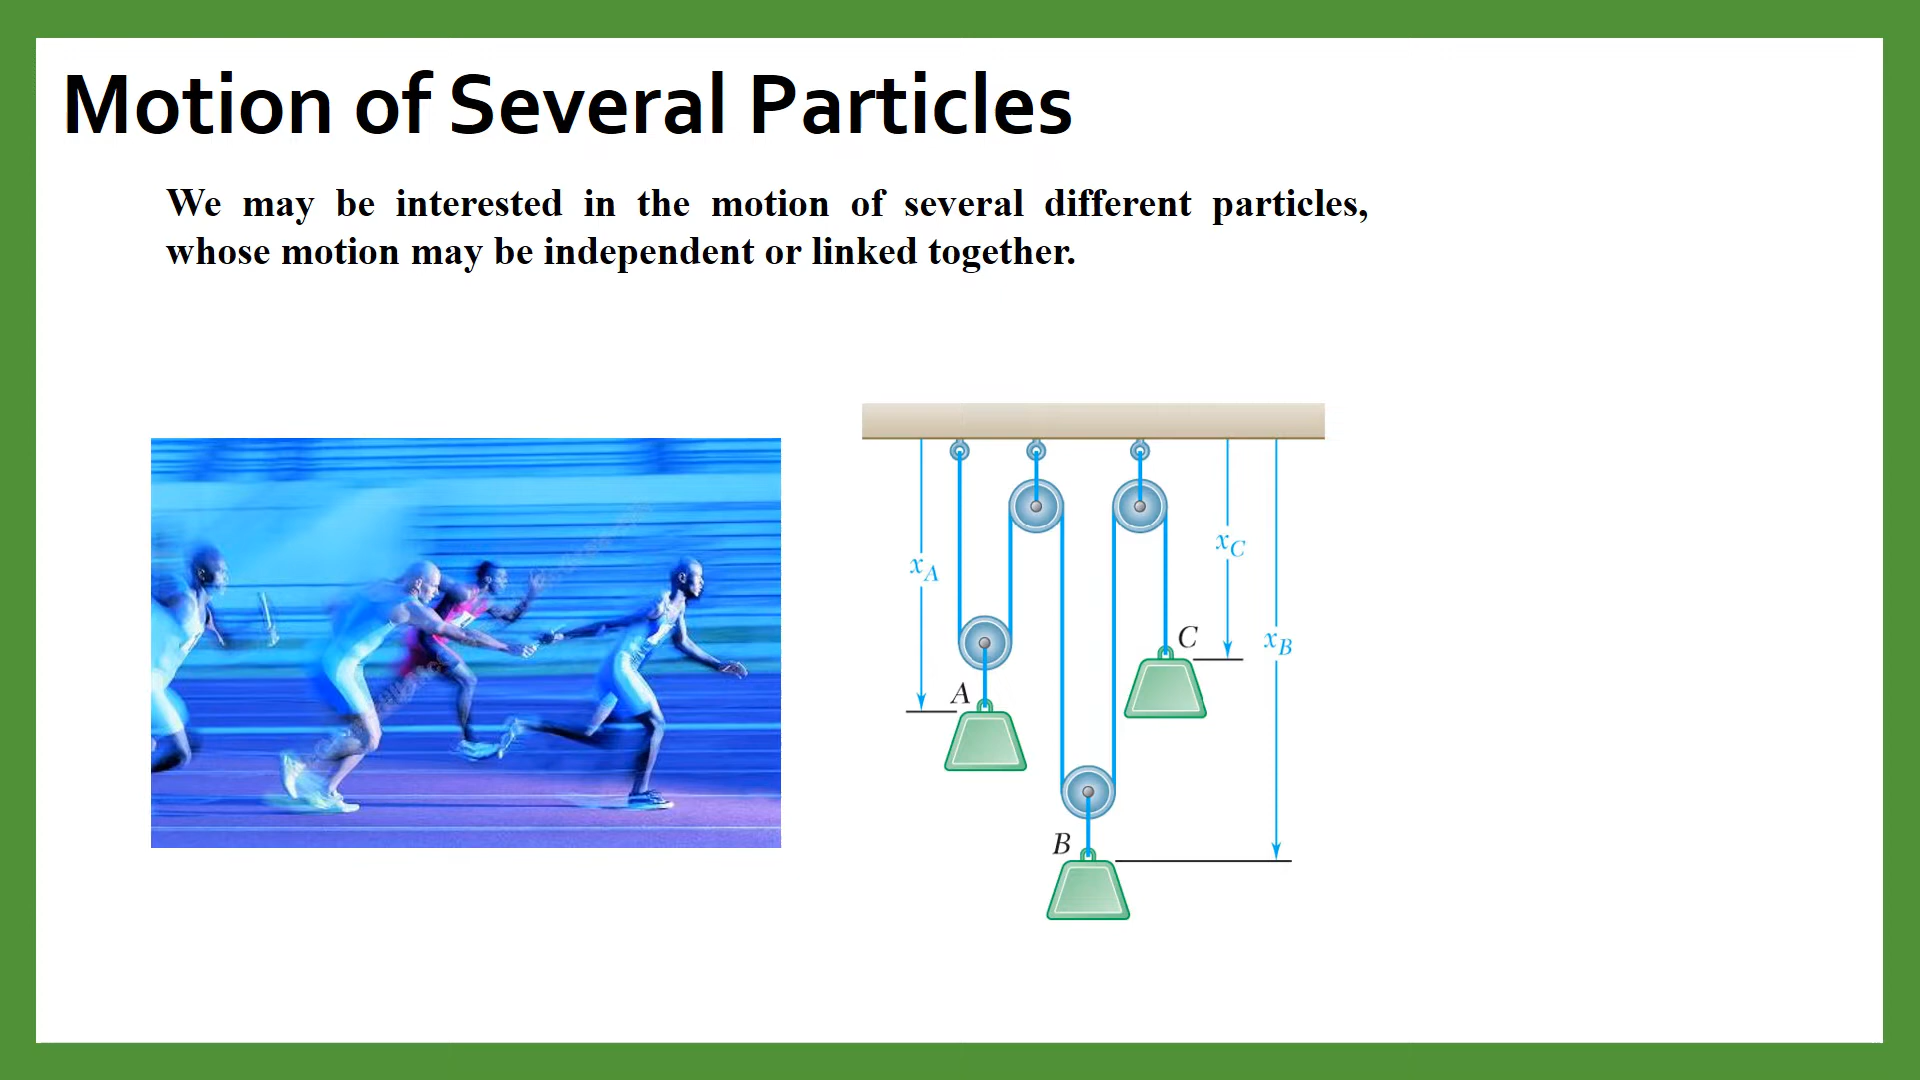 Motion of Several Particles
We may be interested in the motion of several different particles,
whose motion may be independent or linked together.
xA
xC
xB
C
A
B